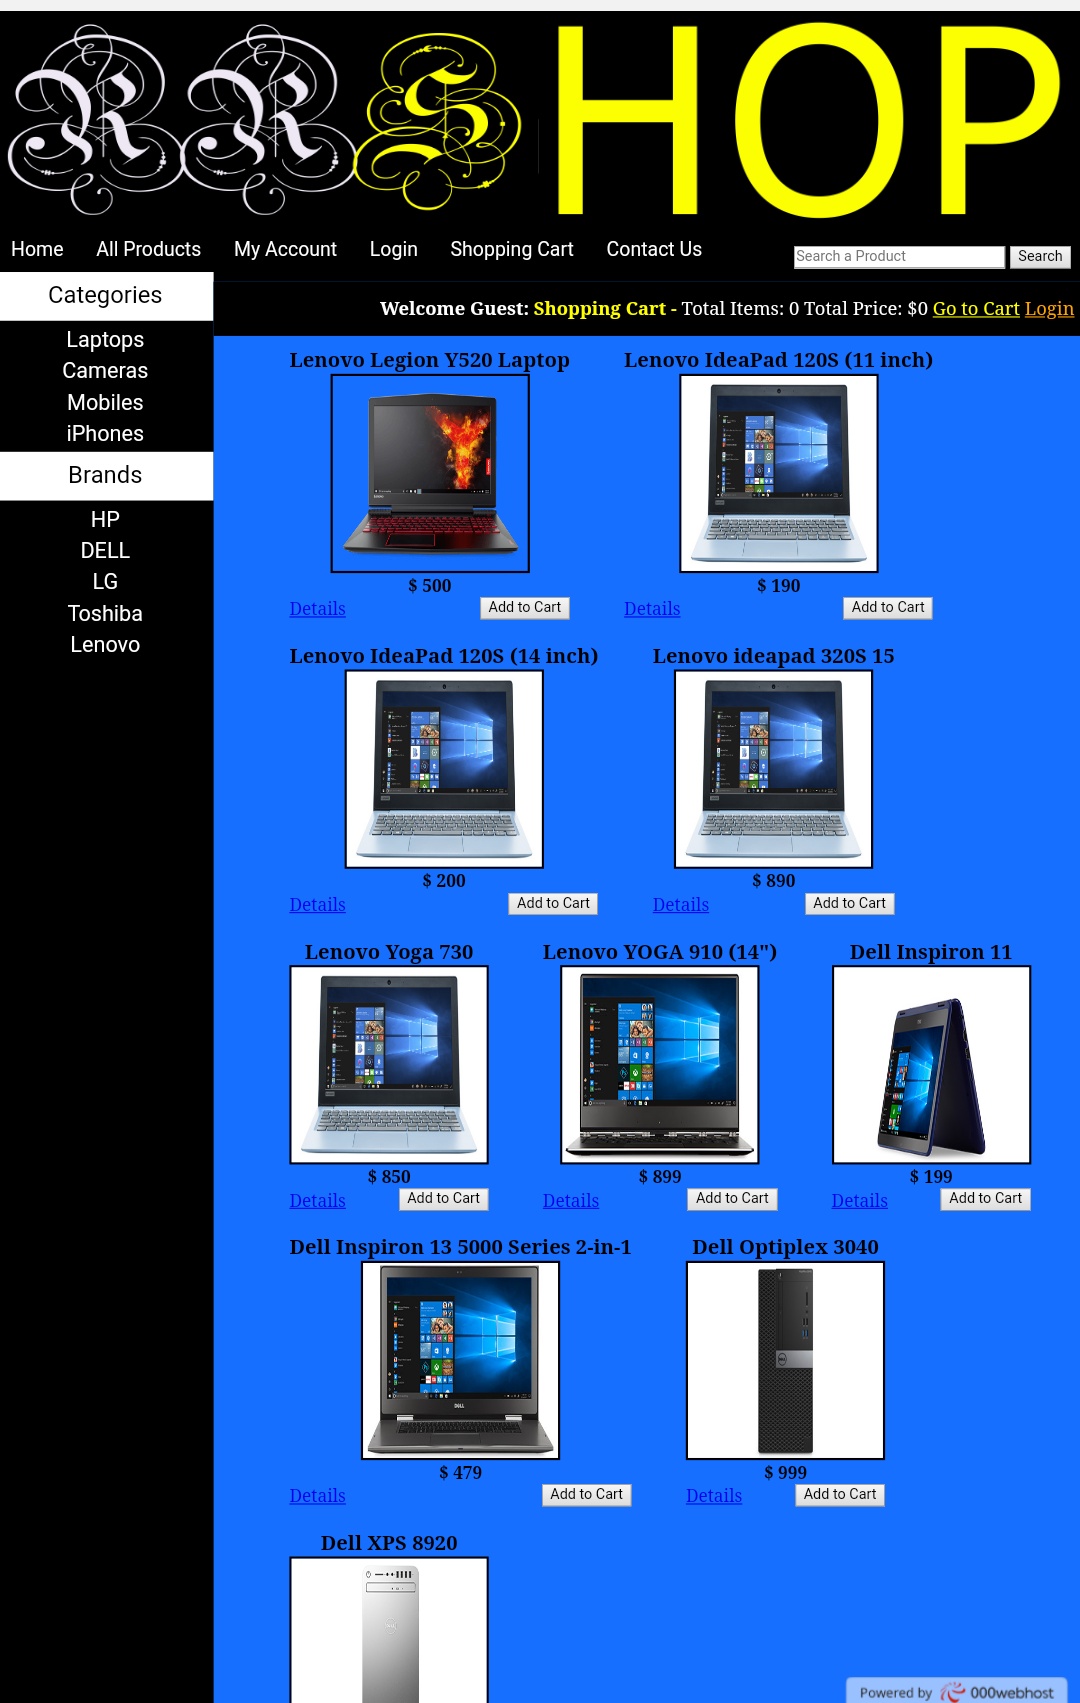 RRSHOP
Home All Products My Account Login Shopping Cart Contact Us Search a Product Search
Categories
Laptops
Cameras
Mobiles
iPhones
Brands
HP
DELL
LG
Toshiba
Lenovo
Welcome Guest: Shopping Cart - Total Items: 0 Total Price: $0 Go to Cart Login
Lenovo Legion Y520 Laptop
$ 500
Details Add to Cart
Lenovo IdeaPad 120S (11 inch)
$ 190
Details Add to Cart
Lenovo IdeaPad 120S (14 inch)
$ 200
Details Add to Cart
Lenovo ideapad 320S 15
$ 890
Details Add to Cart
Lenovo Yoga 730
$ 850
Details Add to Cart
Lenovo YOGA 910 (14")
$ 899
Details Add to Cart
Dell Inspiron 11
$ 199
Details Add to Cart
Dell Inspiron 13 5000 Series 2-in-1
DELL
$ 479
Details Add to Cart
Dell Optiplex 3040
$ 999
Details Add to Cart
Dell XPS 8920
Powered by 000webhost